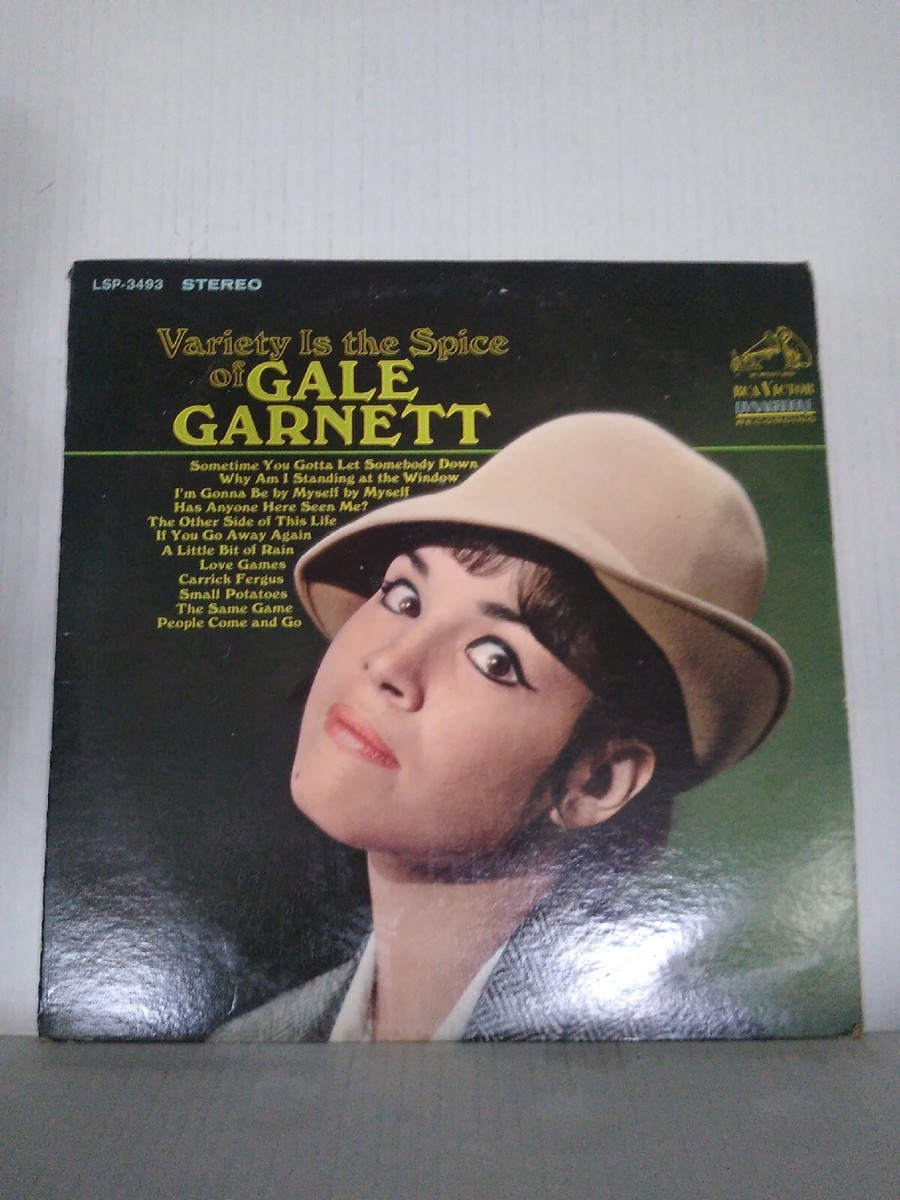 LSP-3493 STEREO
Variety Is the Spice
of GALE
GARNETT
RCA VICTOR
DYNAGROOVE
RECORDING
Sometime You Gotta Let Somebody Down
Why Am I Standing at the Window
I'm Gonna Be by Myself by Myself
Has Anyone Here Seen Me?
The Other Side of This Life
If You Go Away Again
A Little Bit of Rain
Love Games
Carrick Fergus
Small Potatoes
The Same Game
People Come and Go